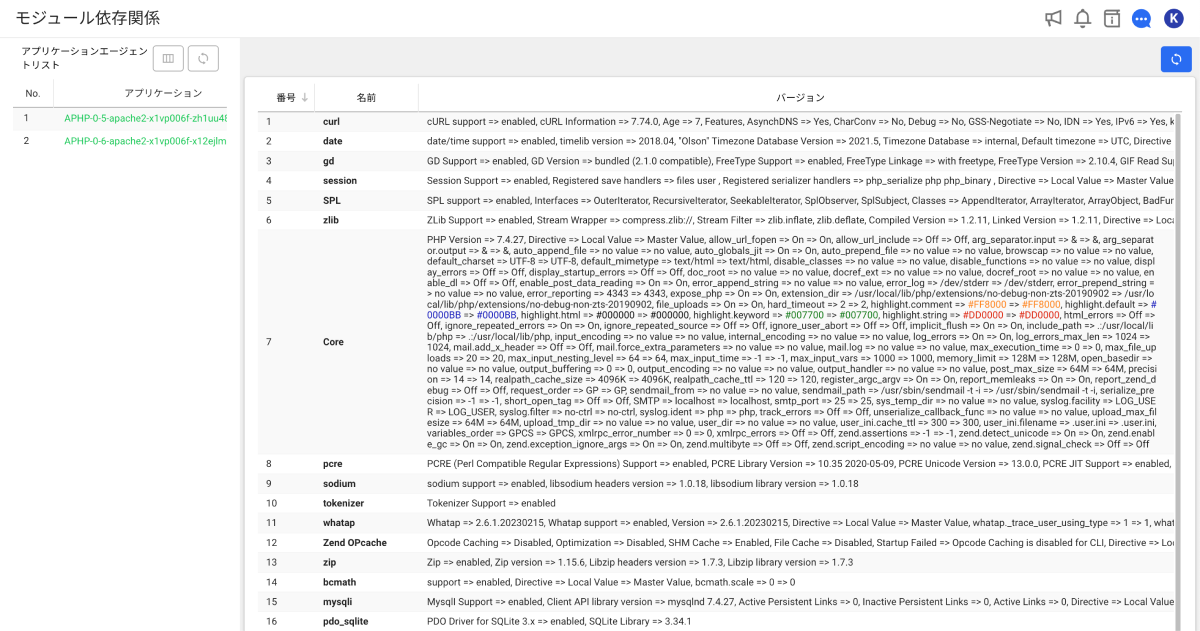 モジュール依存関係
K
アプリケーションエージェン
トリスト
No. アプリケーション
1 APHP-0-5-apache2-x1vp006f-zh1uu48
2 APHP-0-6-apache2-x1vp006f-x12ejlm
番号 名前 バージョン
1 curl cURL support => enabled, cURL Information => 7.74.0, Age => 7, Features, AsynchDNS => Yes, CharConv => No, Debug => No, GSS-Negotiate => No, IDN => Yes, IPv6 => Yes, k
2 date date/time support => enabled, timelib version => 2018.04, "Olson" Timezone Database Version => 2021.5, Timezone Database => internal, Default timezone => UTC, Directive
3 gd GD Support => enabled, GD Version => bundled (2.1.0 compatible), FreeType Support => enabled, FreeType Linkage => with freetype, FreeType Version => 2.10.4, GIF Read Su
4 session Session Support => enabled, Registered save handlers => files user , Registered serializer handlers => php_serialize php php_binary , Directive => Local Value => Master Value
5 SPL SPL support => enabled, Interfaces => OuterIterator, RecursiveIterator, SeekableIterator, SplObserver, SplSubject, Classes => AppendIterator, ArrayIterator, ArrayObject, BadFun
6 zlib ZLib Support => enabled, Stream Wrapper => compress.zlib://, Stream Filter => zlib.inflate, zlib.deflate, Compiled Version => 1.2.11, Linked Version => 1.2.11, Directive => Loca
PHP Version => 7.4.27, Directive => Local Value => Master Value, allow_url_fopen => On => On, allow_url_include => Off => Off, arg_separator.input => & => &, arg_separat
or.output => & => &, auto_append_file => no value => no value, auto_globals_jit => On => On, auto_prepend_file => no value => no value, browscap => no value => no value,
default_charset => UTF-8 => UTF-8, default_mimetype => text/html => text/html, disable_classes => no value => no value, disable_functions => no value => no value, displ
ay_errors => Off => Off, display_startup_errors => Off => Off, doc_root => no value => no value, docref_ext => no value => no value, docref_root => no value => no value, en
able_dl => Off => Off, enable_post_data_reading => On => On, error_append_string => no value => no value, error_log => /dev/stderr => /dev/stderr, error_prepend_string =
> no value => no value, error_reporting => 4343 => 4343, expose_php => On => On, extension_dir => /usr/local/lib/php/extensions/no-debug-non-zts-20190902 => /usr/lo
cal/lib/php/extensions/no-debug-non-zts-20190902, file_uploads => On => On, hard_timeout => 2 => 2, highlight.comment => #FF8000 => #FF8000, highlight.default => #
0000BB => #0000BB, highlight.html => #000000 => #000000, highlight.keyword => #007700 => #007700, highlight.string => #DD0000 => #DD0000, html_errors => Off =>
Off, ignore_repeated_errors => On => On, ignore_repeated_source => Off => Off, ignore_user_abort => Off => Off, implicit_flush => On => On, include_path => .:/usr/local/li
b/php => .:/usr/local/lib/php, input_encoding => no value => no value, internal_encoding => no value => no value, log_errors => On => On, log_errors_max_len => 1024 =>
7 Core 1024, mail.add_x_header => Off => Off, mail.force_extra_parameters => no value => no value, mail.log => no value => no value, max_execution_time => 0 => 0, max_file_up
loads => 20 => 20, max_input_nesting_level => 64 => 64, max_input_time => -1 => -1, max_input_vars => 1000 => 1000, memory_limit => 128M => 128M, open_basedir =>
no value => no value, output_buffering => 0 => 0, output_encoding => no value => no value, output_handler => no value => no value, post_max_size => 64M => 64M, precisi
on => 14 => 14, realpath_cache_size => 4096K => 4096K, realpath_cache_ttl => 120 => 120, register_argc_argv => On => On, report_memleaks => On => On, report_zend_d
ebug => Off => Off, request_order => GP => GP, sendmail_from => no value => no value, sendmail_path => /usr/sbin/sendmail -t -i => /usr/sbin/sendmail -t -i, serialize_pre
cision => -1 => -1, short_open_tag => Off => Off, SMTP => localhost => localhost, smtp_port => 25 => 25, sys_temp_dir => no value => no value, syslog.facility => LOG_USE
R => LOG_USER, syslog.filter => no-ctrl => no-ctrl, syslog.ident => php => php, track_errors => Off => Off, unserialize_callback_func => no value => no value, upload_max_fil
esize => 64M => 64M, upload_tmp_dir => no value => no value, user_dir => no value => no value, user_ini.cache_ttl => 300 => 300, user_ini.filename => .user.ini => .user.ini,
variables_order => GPCS => GPCS, xmlrpc_error_number => 0 => 0, xmlrpc_errors => Off => Off, zend.assertions => -1 => -1, zend.detect_unicode => On => On, zend.enabl
e_gc => On => On, zend.exception_ignore_args => On => On, zend.multibyte => Off => Off, zend.script_encoding => no value => no value, zend.signal_check => Off => Off
8 pcre PCRE (Perl Compatible Regular Expressions) Support => enabled, PCRE Library Version => 10.35 2020-05-09, PCRE Unicode Version => 13.0.0, PCRE JIT Support => enabled,
9 sodium sodium support => enabled, libsodium headers version => 1.0.18, libsodium library version => 1.0.18
10 tokenizer Tokenizer Support => enabled
11 whatap Whatap => 2.6.1.20230215, Whatap support => enabled, Version => 2.6.1.20230215, Directive => Local Value => Master Value, whatap._trace_user_using_type => 1 => 1, what
12 Zend OPcache Opcode Caching => Disabled, Optimization => Disabled, SHM Cache => Enabled, File Cache => Disabled, Startup Failed => Opcode Caching is disabled for CLI, Directive => Loc
13 zip Zip => enabled, Zip version => 1.15.6, Libzip headers version => 1.7.3, Libzip library version => 1.7.3
14 bcmath support => enabled, Directive => Local Value => Master Value, bcmath.scale => 0 => 0
15 mysqli MysqlI Support => enabled, Client API library version => mysqlnd 7.4.27, Active Persistent Links => 0, Inactive Persistent Links => 0, Active Links => 0, Directive => Local Value
16 pdo_sqlite PDO Driver for SQLite 3.x => enabled, SQLite Library => 3.34.1